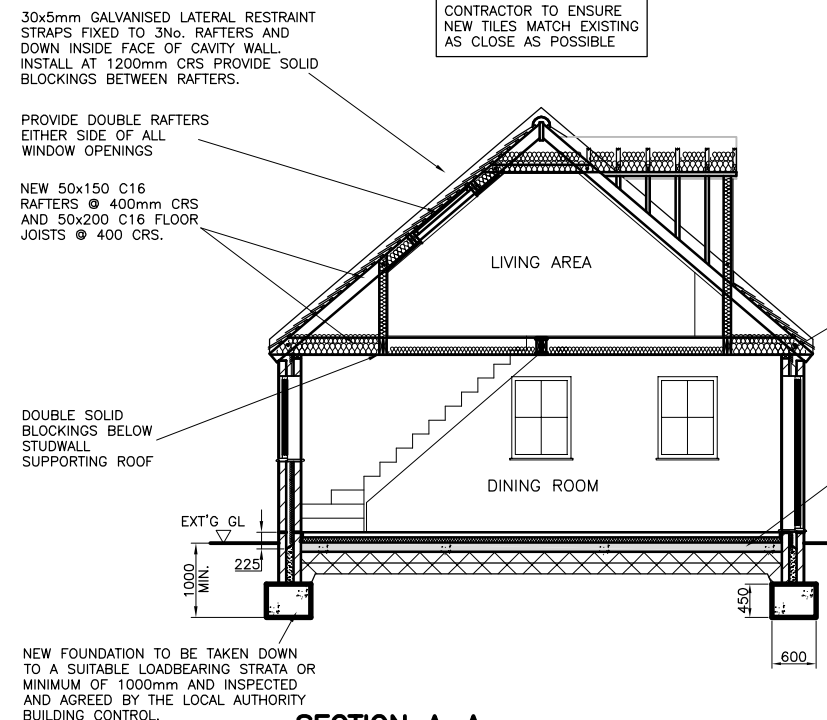 30x5mm GALVANISED LATERAL RESTRAINT
STRAPS FIXED TO 3No. RAFTERS AND
DOWN INSIDE FACE OF CAVITY WALL.
INSTALL AT 1200mm CRS PROVIDE SOLID
BLOCKINGS BETWEEN RAFTERS.
CONTRACTOR TO ENSURE
NEW TILES MATCH EXISTING
AS CLOSE AS POSSIBLE
PROVIDE DOUBLE RAFTERS
EITHER SIDE OF ALL
WINDOW OPENINGS
NEW 50x150 C16
RAFTERS @ 400mm CRS
AND 50x200 C16 FLOOR
JOISTS @ 400 CRS.
LIVING AREA
DOUBLE SOLID
BLOCKINGS BELOW
STUDWALL
SUPPORTING ROOF
DINING ROOM
EXT'G GL
225
1000
MIN.
450
600
NEW FOUNDATION TO BE TAKEN DOWN
TO A SUITABLE LOADBEARING STRATA OR
MINIMUM OF 1000mm AND INSPECTED
AND AGREED BY THE LOCAL AUTHORITY
BUILDING CONTROL.
SECTION A-A